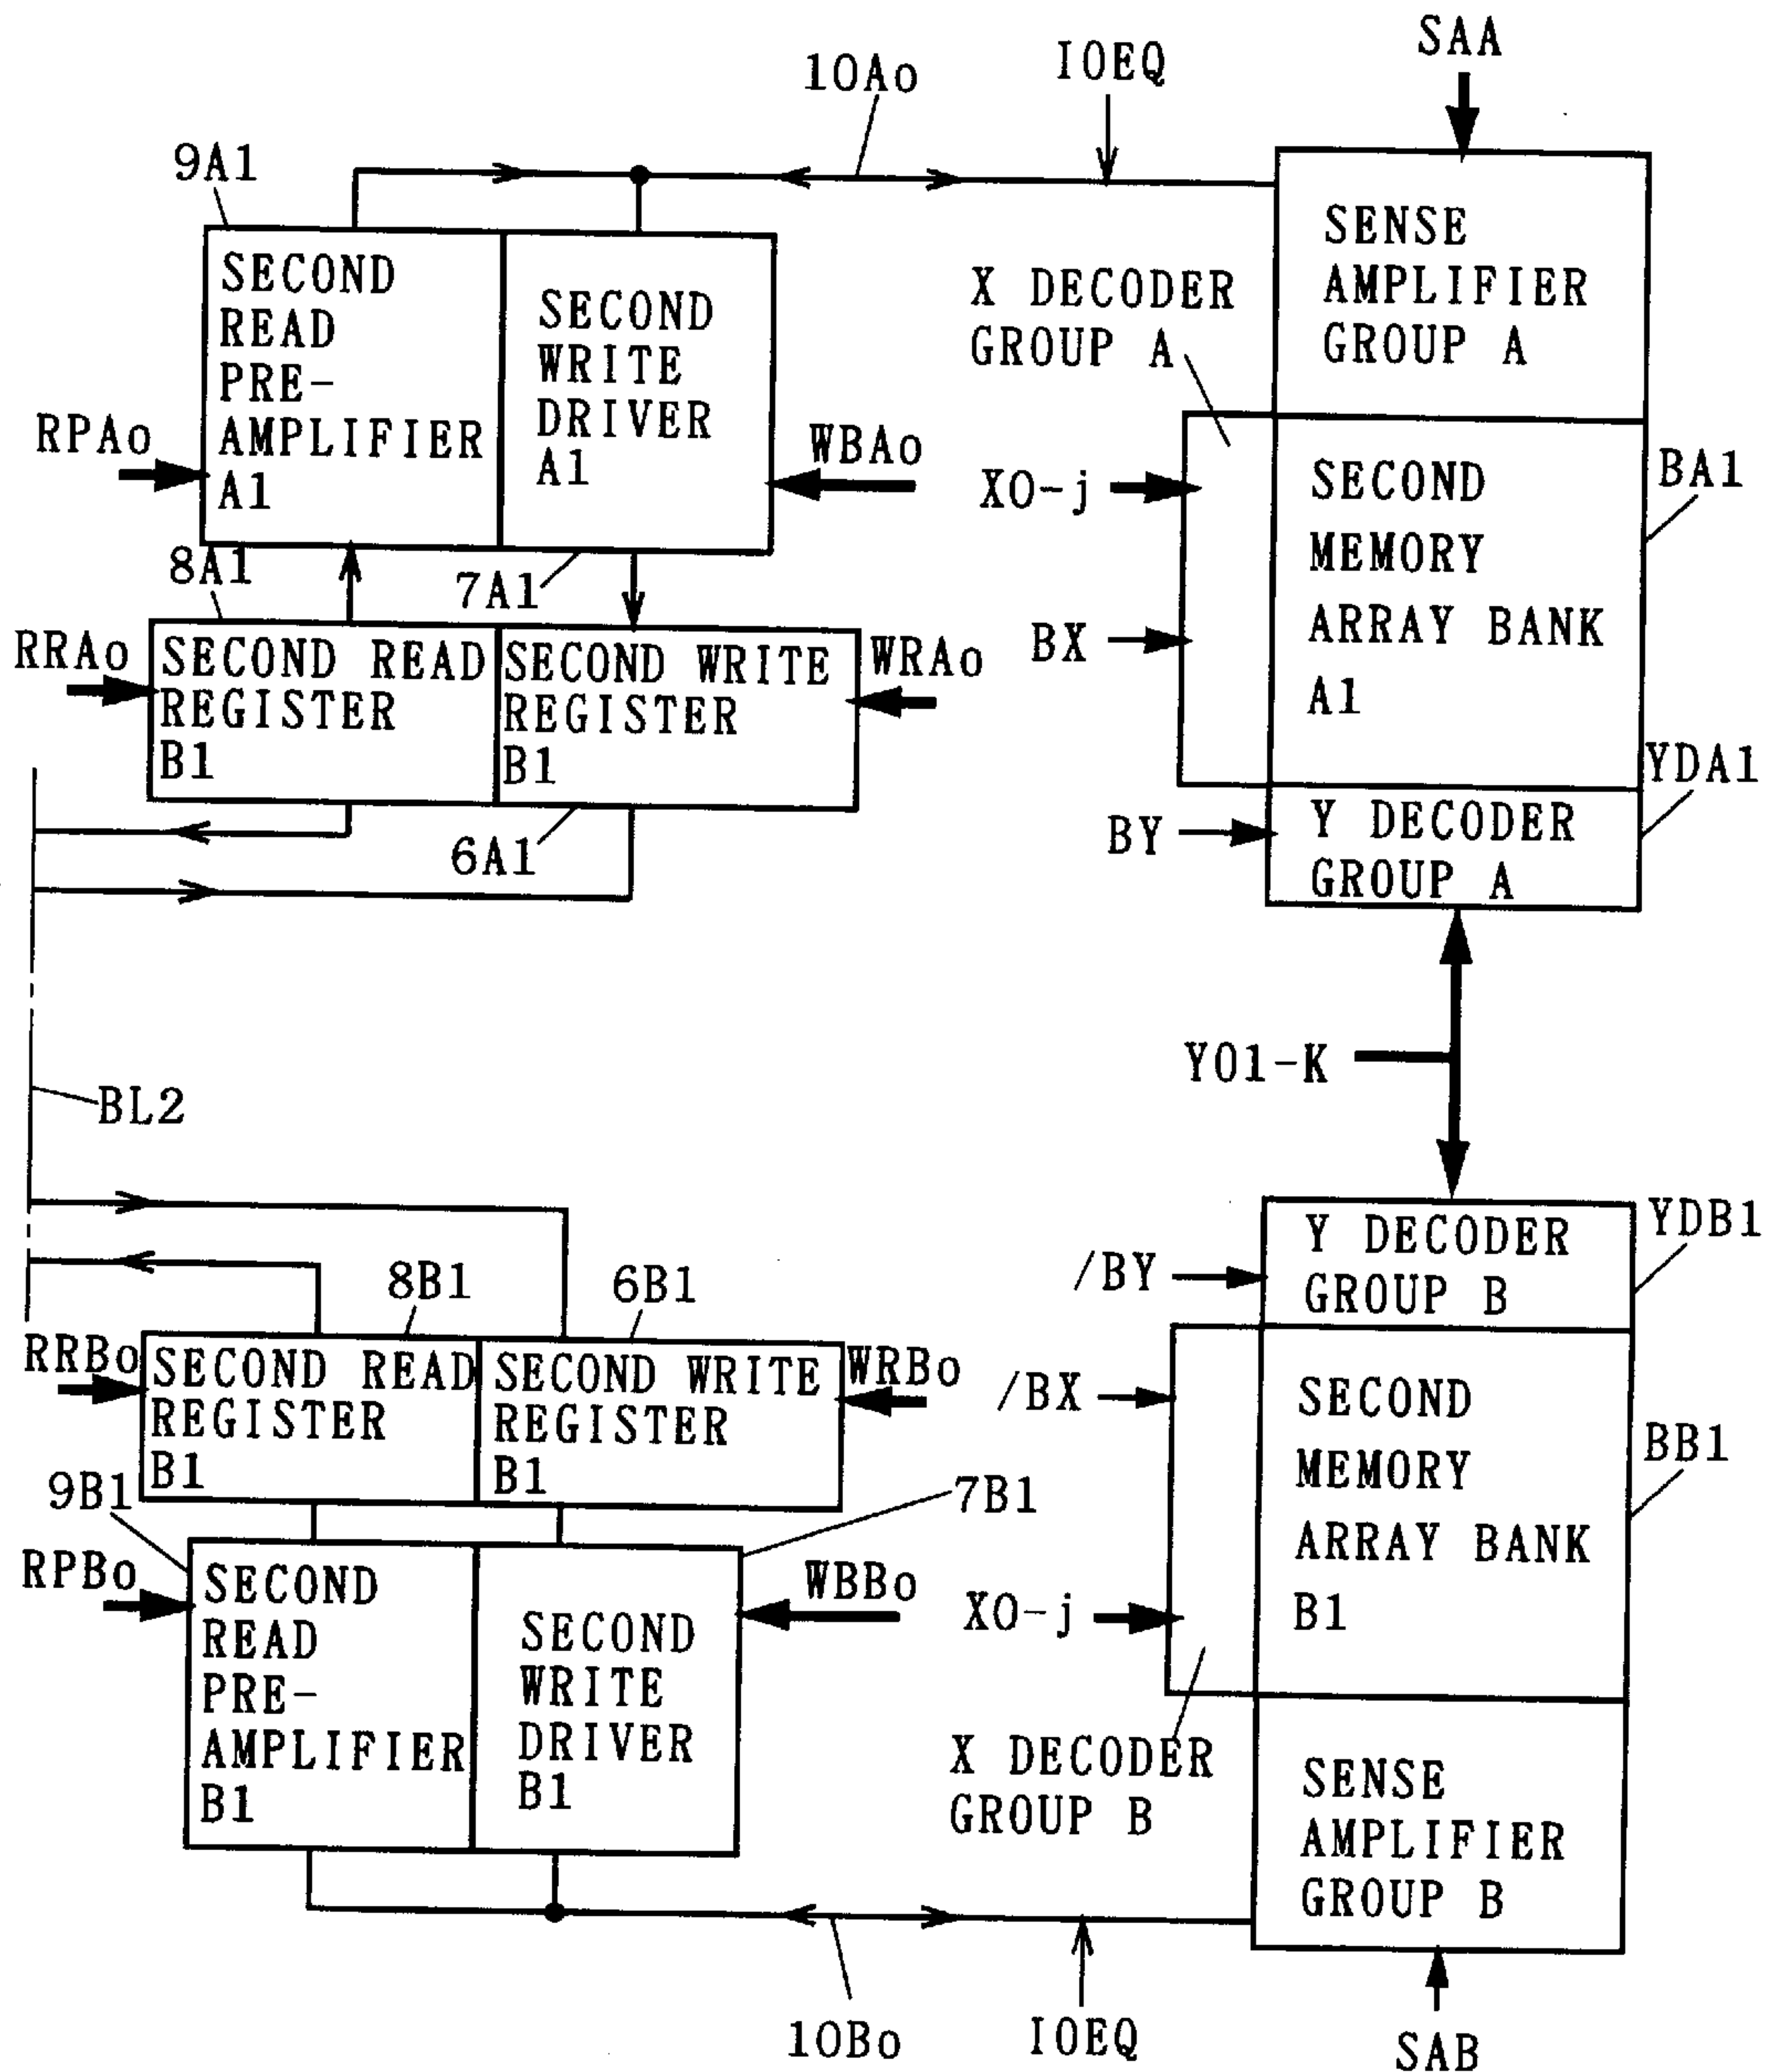 SAA
IOEQ
10Ao
9A1
SECOND
READ
PRE-
AMPLIFIER
A1
SECOND
WRITE
DRIVER
A1
X DECODER
GROUP A
SENSE
AMPLIFIER
GROUP A
RPAo
WBAo
X0-j
SECOND
MEMORY
ARRAY BANK
A1
BA1
8A1
7A1
RRAo
SECOND READ
REGISTER
B1
SECOND WRITE
REGISTER
B1
WRAo
BX
YDA1
6A1
BY
Y DECODER
GROUP A
Y01-K
BL2
YDB1
/BY
Y DECODER
GROUP B
8B1
6B1
RRBo
SECOND READ
REGISTER
B1
SECOND WRITE
REGISTER
B1
WRBo
/BX
SECOND
MEMORY
ARRAY BANK
B1
BB1
9B1
7B1
RPBo
SECOND
READ
PRE-
AMPLIFIER
B1
SECOND
WRITE
DRIVER
B1
WBBo
X0-j
X DECODER
GROUP B
SENSE
AMPLIFIER
GROUP B
10Bo
IOEQ
SAB